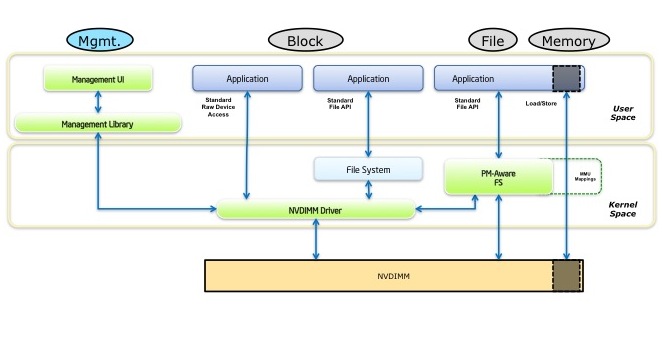 Mgmt.
Block
File
Memory
Management UI
Application
Application
Application
Standard
Raw Device
Access
Standard
File API
Standard
File API
Load/Store
User
Space
Management Library
File System
PM-Aware
FS
MMU
Mappings
NVDIMM Driver
Kernel
Space
NVDIMM